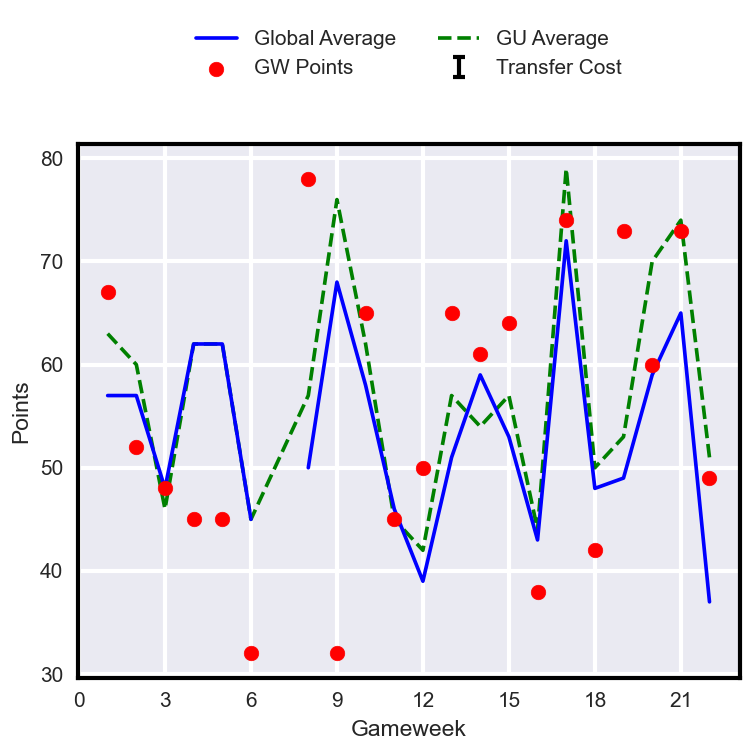 Global Average
GU Average
GW Points
Transfer Cost
80
70
60
50
40
30
Points
0 3 6 9 12 15 18 21
Gameweek